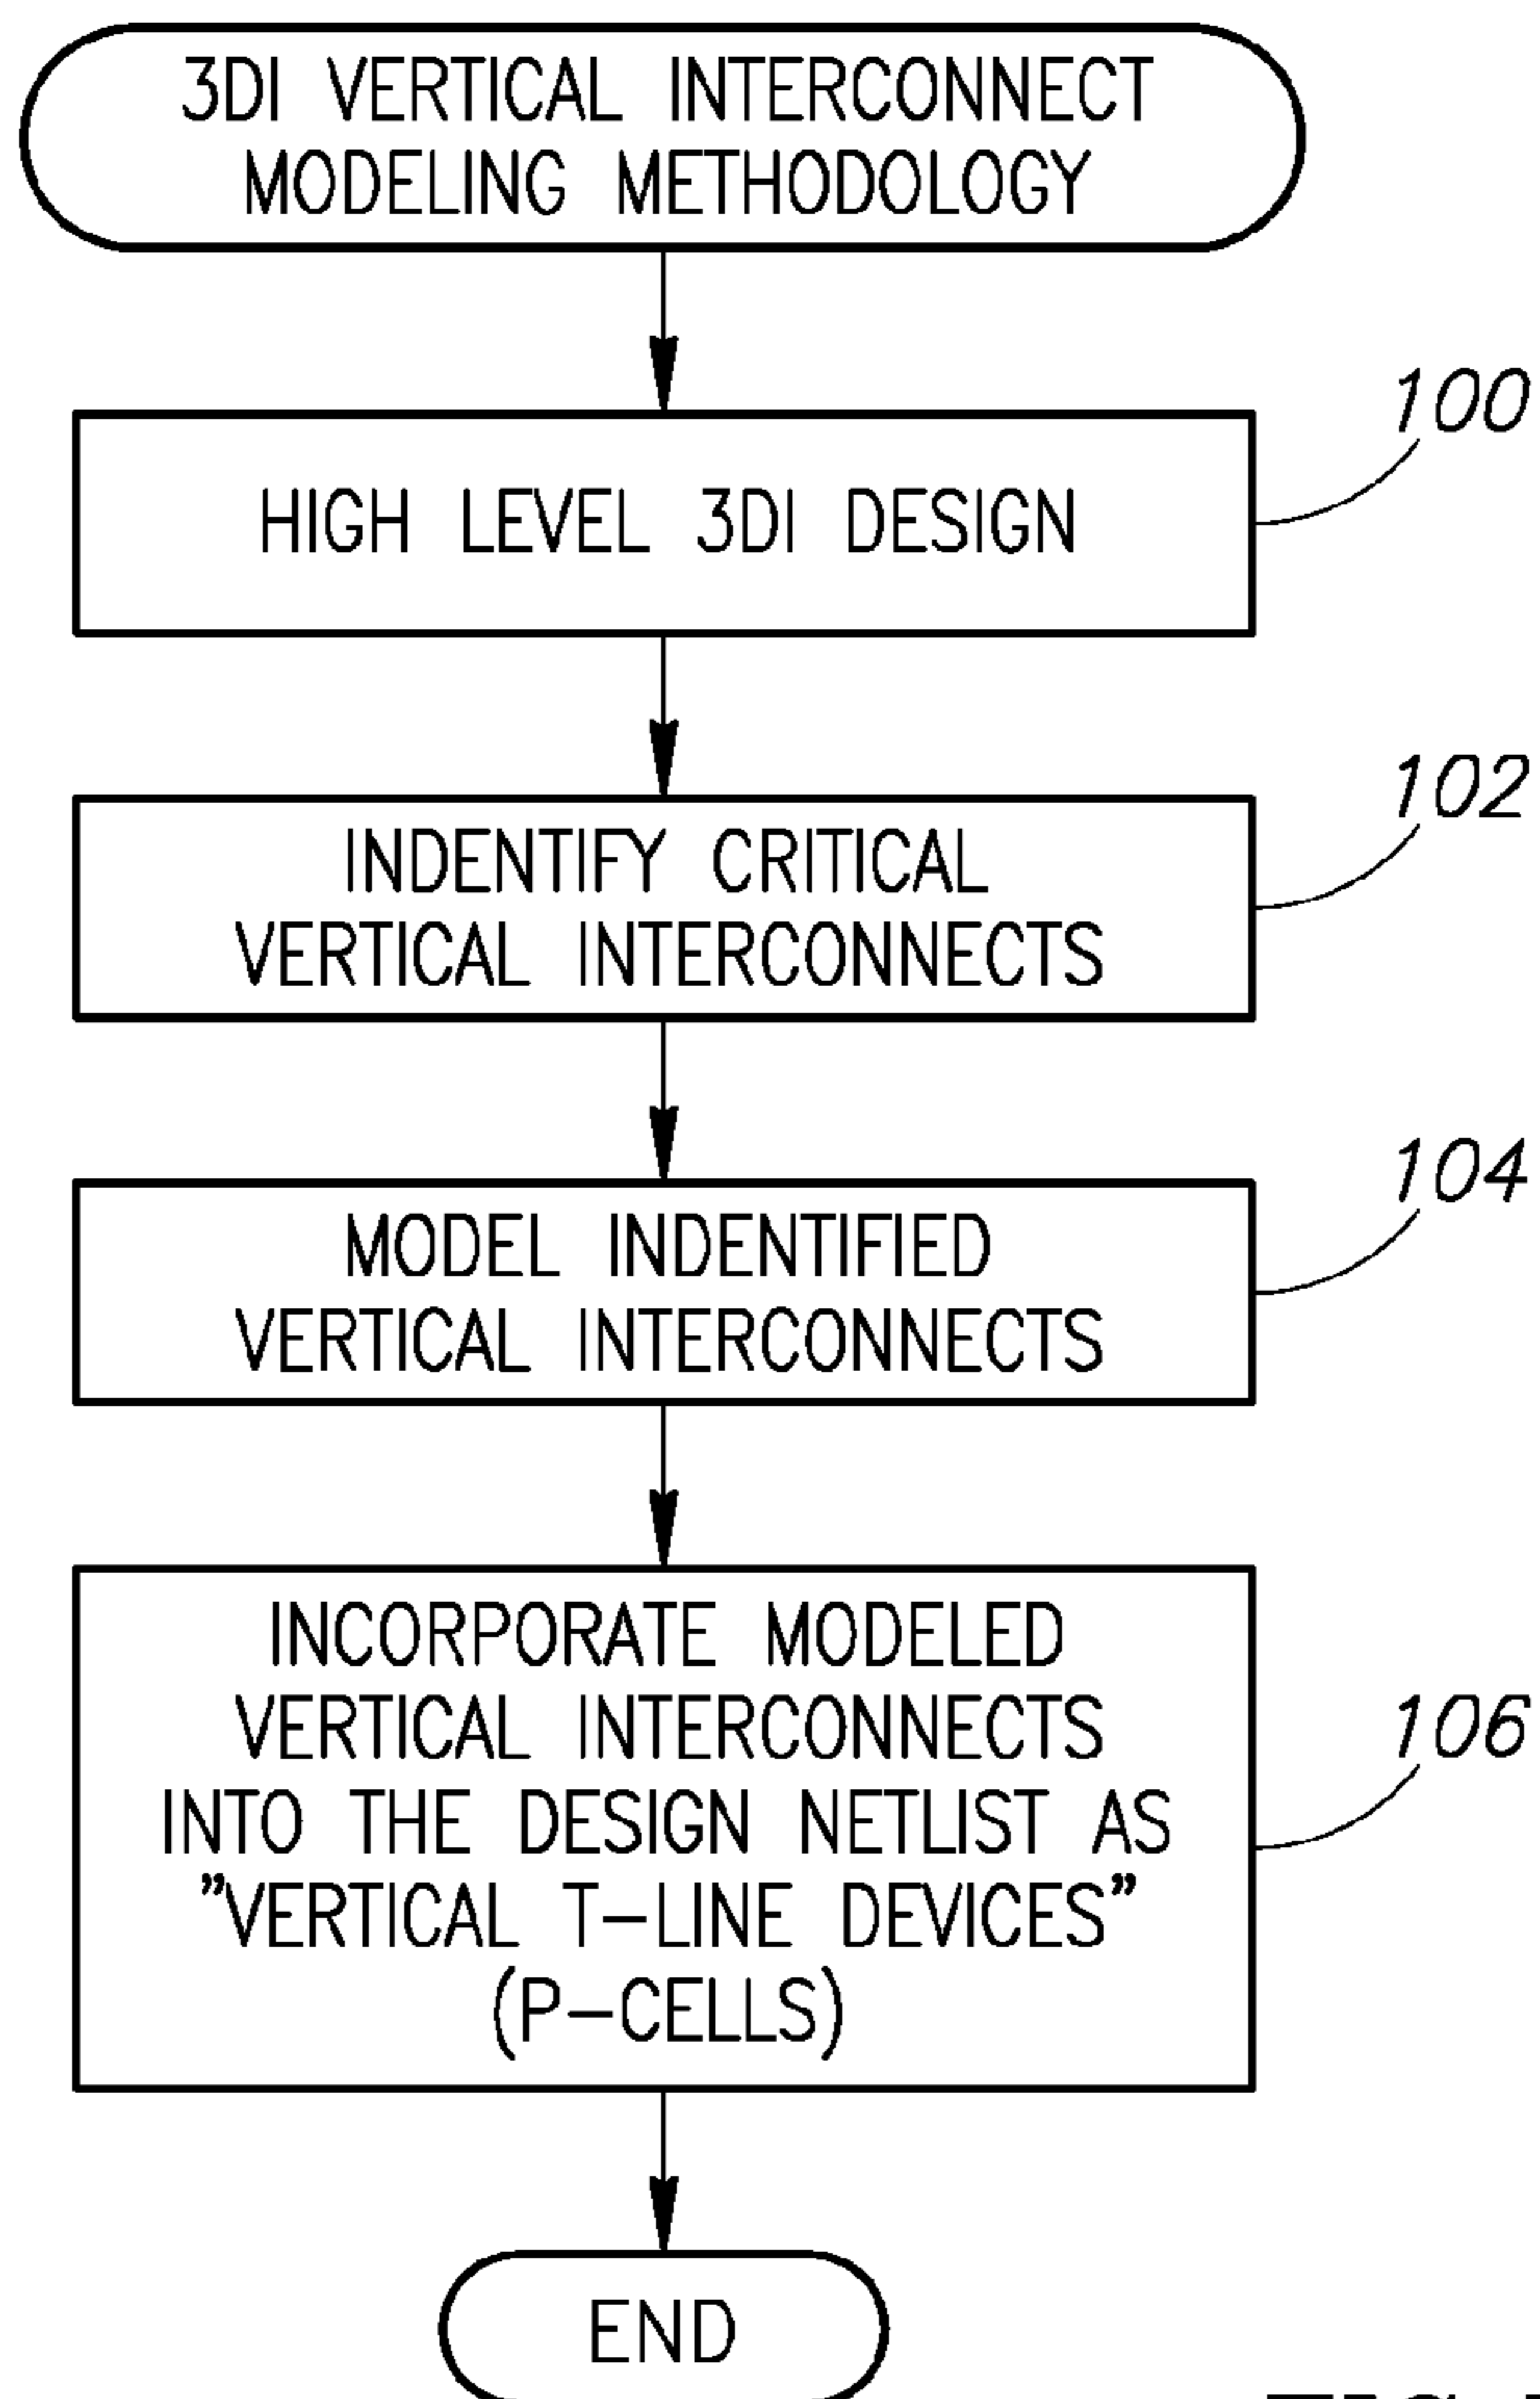 3DI VERTICAL INTERCONNECT
MODELING METHODOLOGY
100
HIGH LEVEL 3DI DESIGN
102
INDENTIFY CRITICAL
VERTICAL INTERCONNECTS
104
MODEL INDENTIFIED
VERTICAL INTERCONNECTS
INCORPORATE MODELED
VERTICAL INTERCONNECTS
106
INTO THE DESIGN NETLIST AS
"VERTICAL T-LINE DEVICES"
(P-CELLS)
END